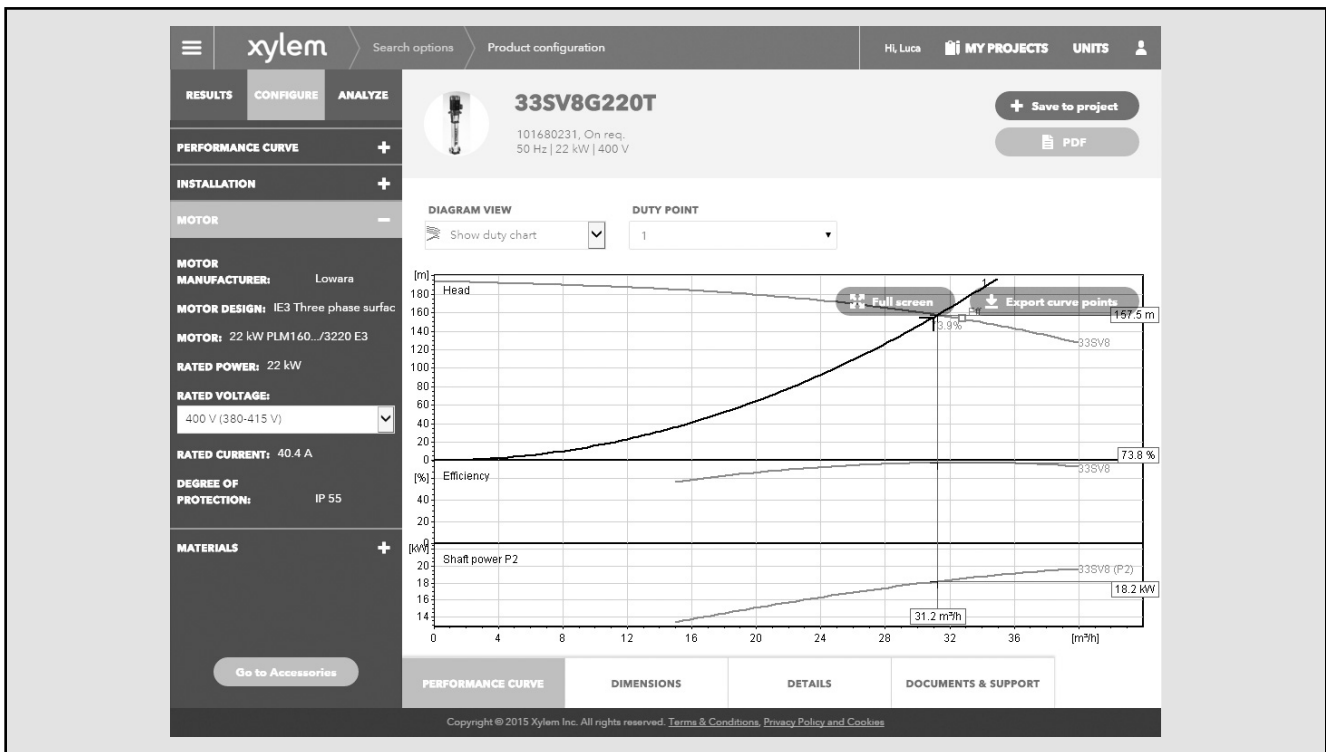 xylem
Search options
Product configuration
Hi, Luca
MY PROJECTS
UNITS
RESULTS
CONFIGURE
ANALYZE
33SV8G220T
101680231, On req.
50 Hz | 22 kW | 400 V
+ Save to project
PDF
PERFORMANCE CURVE +
INSTALLATION +
MOTOR −
MOTOR
MANUFACTURER: Lowara
MOTOR DESIGN: IE3 Three phase surfac
MOTOR: 22 kW PLM160.../3220 E3
RATED POWER: 22 kW
RATED VOLTAGE:
400 V (380-415 V)
RATED CURRENT: 40.4 A
DEGREE OF
PROTECTION: IP 55
MATERIALS +
Go to Accessories
DIAGRAM VIEW
Show duty chart
DUTY POINT
1
[m]
Head
180
160
140
120
100
80
60
40
20
0
1
Full screen
Export curve points
157.5 m
Eff.
3.9%
33SV8
[%]
Efficiency
40
20
0
73.8 %
33SV8
[kW]
Shaft power P2
20
18
16
14
33SV8 (P2)
18.2 kW
31.2 m³/h
0 4 8 12 16 20 24 28 32 36 [m³/h]
PERFORMANCE CURVE
DIMENSIONS
DETAILS
DOCUMENTS & SUPPORT
Copyright © 2015 Xylem Inc. All rights reserved. Terms & Conditions, Privacy Policy and Cookies